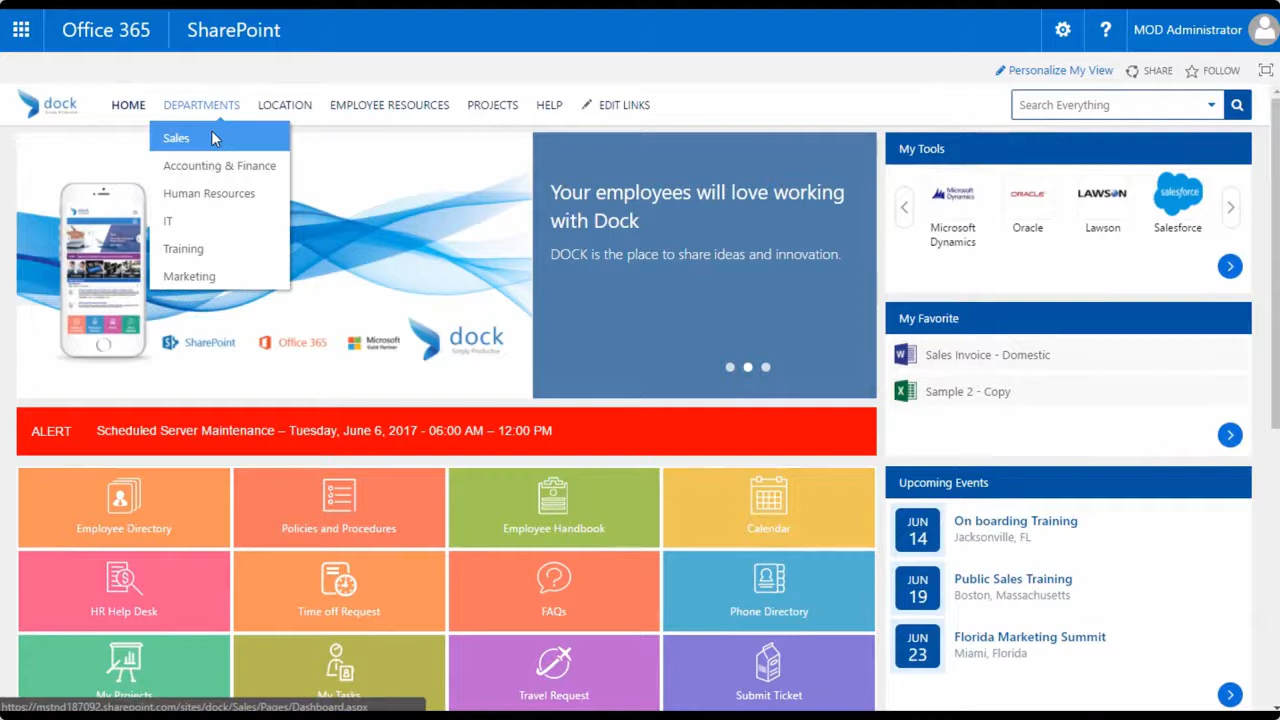 Office 365
SharePoint
?
MOD Administrator
Personalize My View
SHARE
FOLLOW
dock
HOME
DEPARTMENTS
LOCATION
EMPLOYEE RESOURCES
PROJECTS
HELP
EDIT LINKS
Search Everything
Sales
Accounting & Finance
Human Resources
IT
Training
Marketing
SharePoint
Office 365
Microsoft
Gold Partner
dock
Simply Productive
Your employees will love working
with Dock
DOCK is the place to share ideas and innovation.
My Tools
Microsoft Dynamics
ORACLE
LAWSON
salesforce
Microsoft
Dynamics
Oracle
Lawson
Salesforce
My Favorite
Sales Invoice - Domestic
Sample 2 - Copy
ALERT
Scheduled Server Maintenance – Tuesday, June 6, 2017 - 06:00 AM – 12:00 PM
Employee Directory
Policies and Procedures
Employee Handbook
Calendar
HR Help Desk
Time off Request
FAQs
Phone Directory
My Projects
My Tasks
Travel Request
Submit Ticket
Upcoming Events
JUN
14
On boarding Training
Jacksonville, FL
JUN
19
Public Sales Training
Boston, Massachusetts
JUN
23
Florida Marketing Summit
Miami, Florida
https://mstnd187092.sharepoint.com/sites/dock/Sales/Pages/Dashboard.aspx